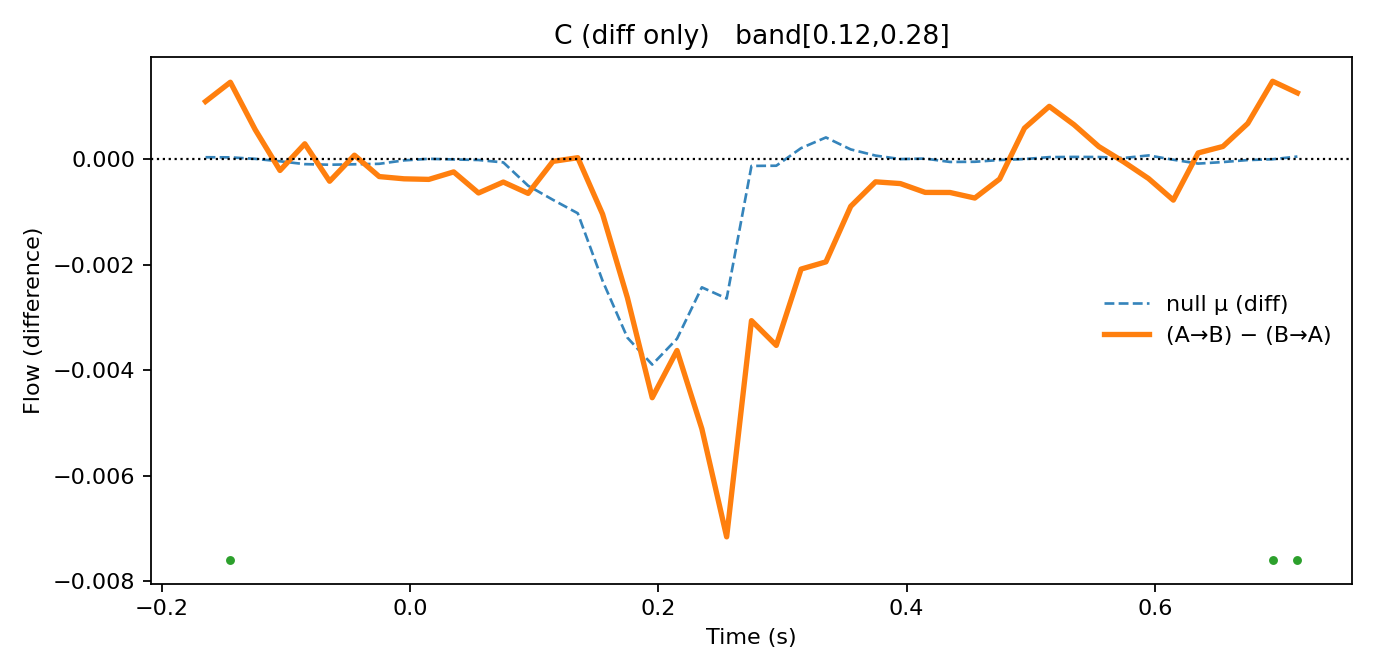 C (diff only)   band[0.12,0.28]
Flow (difference)
0.000
−0.002
−0.004
−0.006
−0.008
null μ (diff)
(A→B) − (B→A)
−0.2
0.0
0.2
0.4
0.6
Time (s)